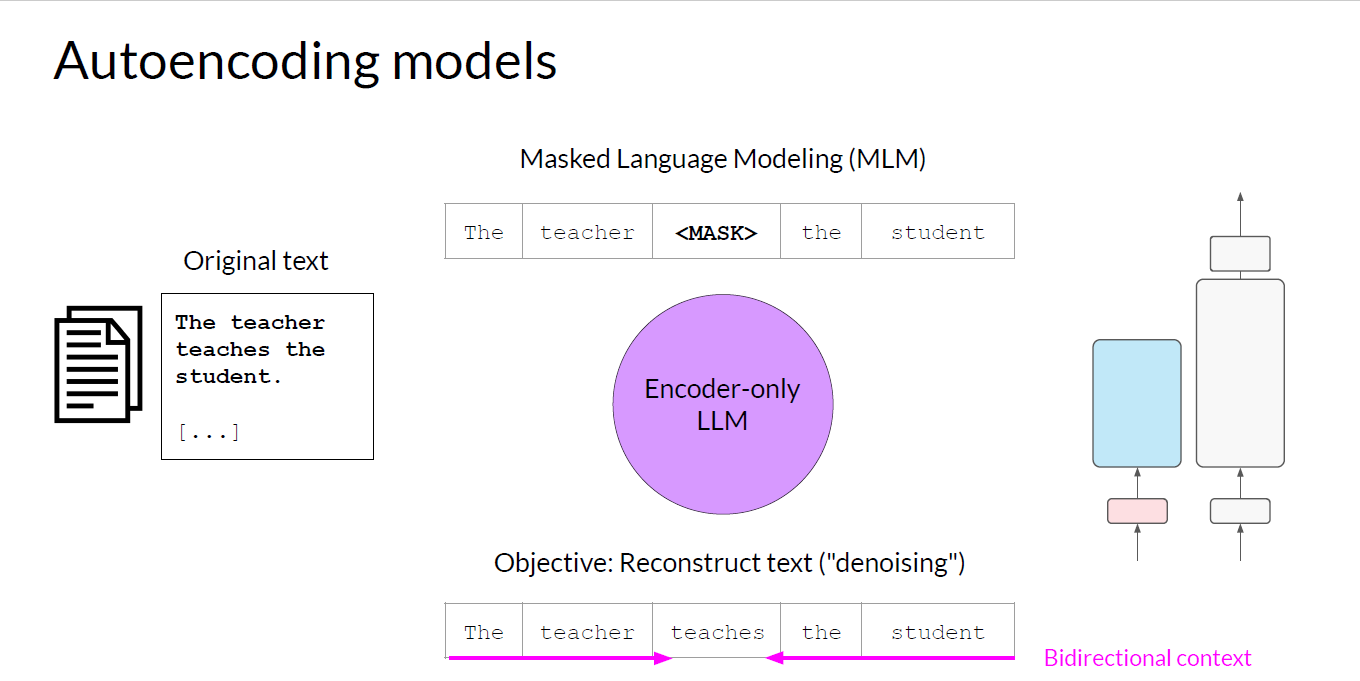 Autoencoding models
Masked Language Modeling (MLM)
The teacher <MASK> the student
Original text
The teacher
teaches the
student.
[...]
Encoder-only
LLM
Objective: Reconstruct text ("denoising")
The teacher teaches the student
Bidirectional context